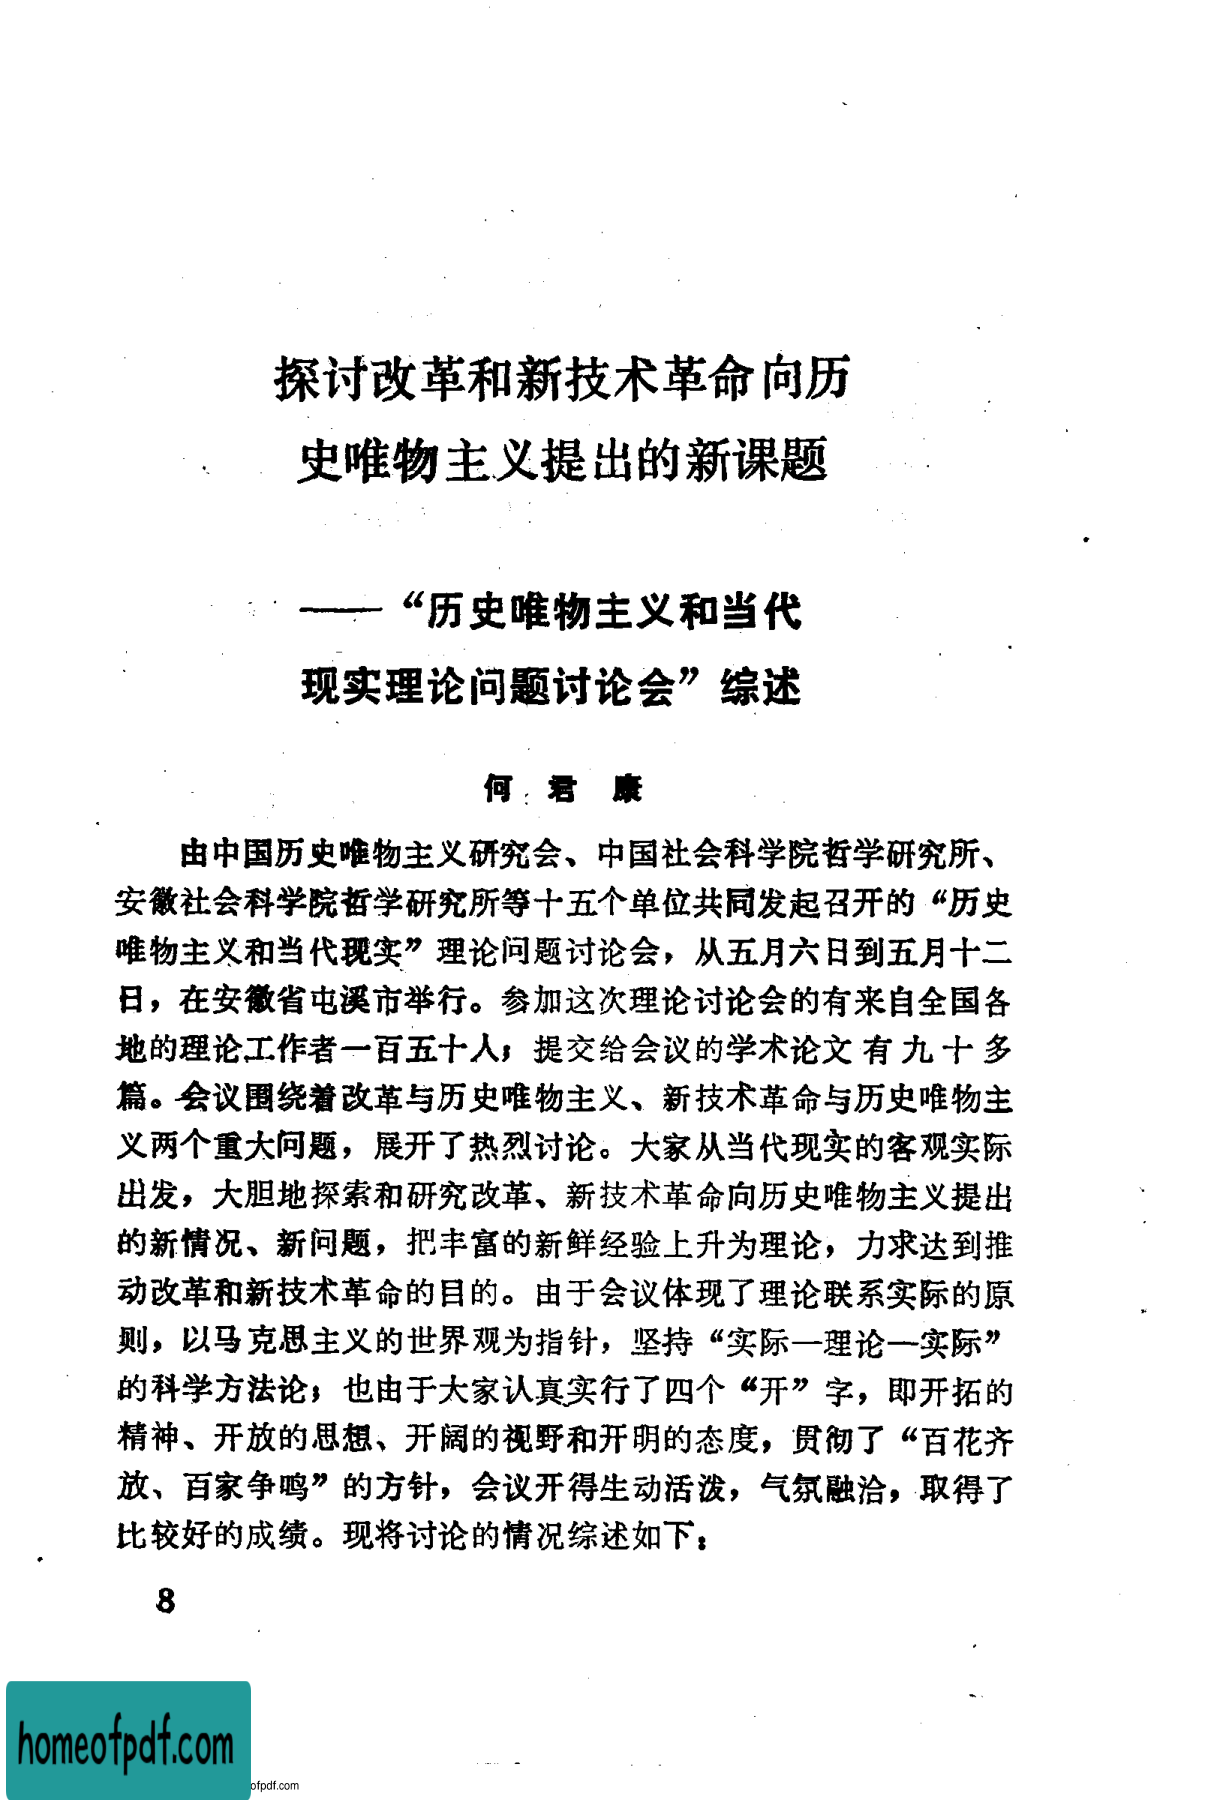 探讨改革和新技术革命向历
史唯物主义提出的新课题
——“历史唯物主义和当代
现实理论问题讨论会”综述
何君康
由中国历史唯物主义研究会、中国社会科学院哲学研究所、
安徽社会科学院哲学研究所等十五个单位共同发起召开的“历史
唯物主义和当代现实”理论问题讨论会，从五月六日到五月十二
日，在安徽省屯溪市举行。参加这次理论讨论会的有来自全国各
地的理论工作者一百五十人；提交给会议的学术论文有九十多
篇。会议围绕着改革与历史唯物主义、新技术革命与历史唯物主
义两个重大问题，展开了热烈讨论。大家从当代现实的客观实际
出发，大胆地探索和研究改革、新技术革命向历史唯物主义提出
的新情况、新问题，把丰富的新鲜经验上升为理论，力求达到推
动改革和新技术革命的目的。由于会议体现了理论联系实际的原
则，以马克思主义的世界观为指针，坚持“实际—理论—实际”
的科学方法论；也由于大家认真实行了四个“开”字，即开拓的
精神、开放的思想、开阔的视野和开明的态度，贯彻了“百花齐
放、百家争鸣”的方针，会议开得生动活泼，气氛融洽，取得了
比较好的成绩。现将讨论的情况综述如下：
8
homeofpdf.com
ofpdf.com